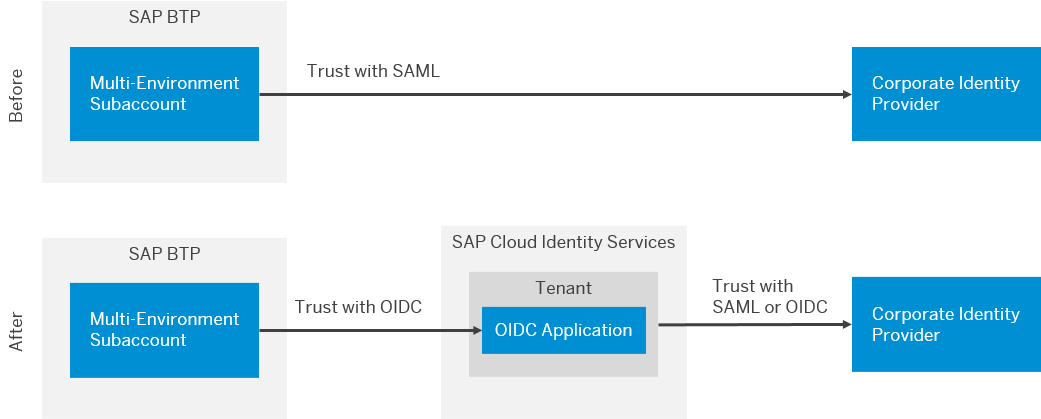 SAP BTP
Before
Multi-Environment
Subaccount
Trust with SAML
Corporate Identity
Provider
After
SAP BTP
Multi-Environment
Subaccount
Trust with OIDC
SAP Cloud Identity Services
Tenant
OIDC Application
Trust with
SAML or OIDC
Corporate Identity
Provider